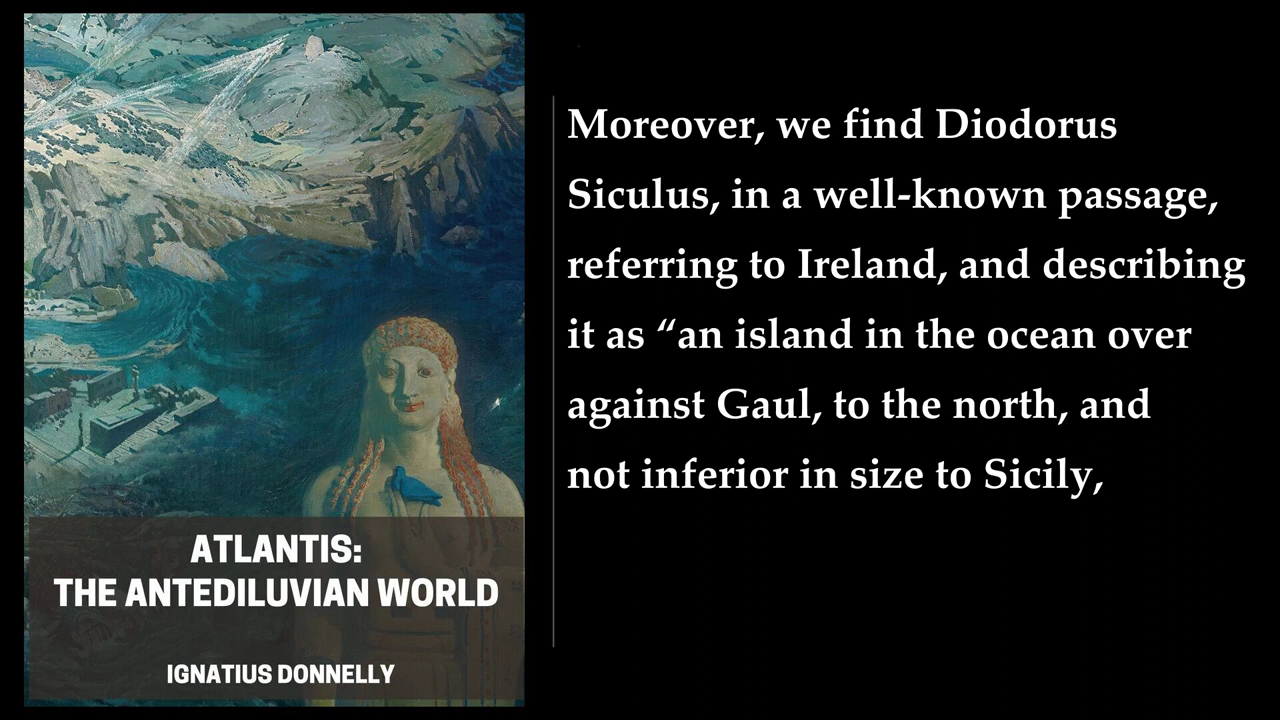 ATLANTIS:
THE ANTEDILUVIAN WORLD
IGNATIUS DONNELLY
Moreover, we find Diodorus
Siculus, in a well-known passage,
referring to Ireland, and describing
it as “an island in the ocean over
against Gaul, to the north, and
not inferior in size to Sicily,